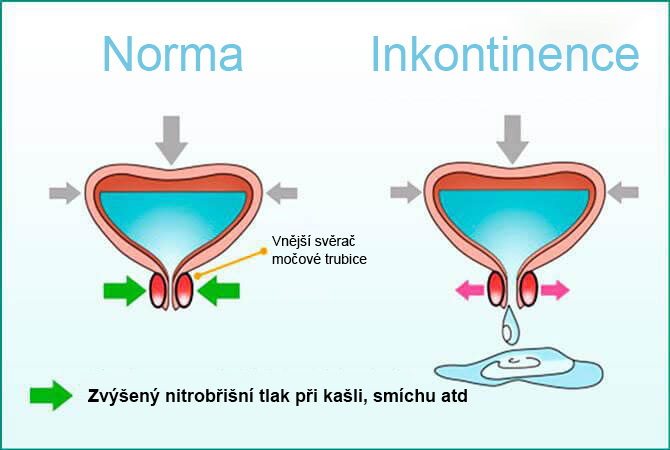 Norma
Inkontinence
Vnější svěrač
močové trubice
Zvýšený nitrobřišní tlak při kašli, smíchu atd